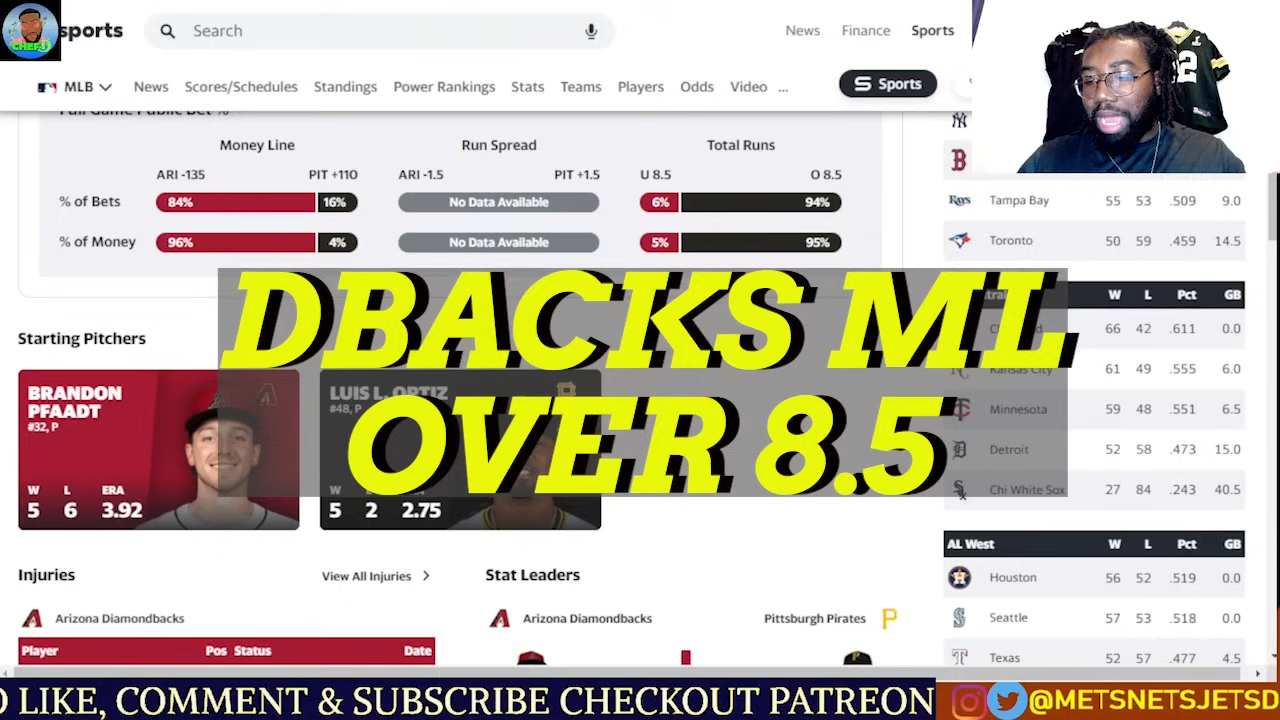 CHEF
sports
Search
News Finance Sports
MLB
News Scores/Schedules Standings Power Rankings Stats Teams Players Odds Video ...
Sports
Full Game Public Bet %
Money Line Run Spread Total Runs
ARI -135 PIT +110 ARI -1.5 PIT +1.5 U 8.5 O 8.5
% of Bets 84% 16% No Data Available 6% 94%
% of Money 96% 4% No Data Available 5% 95%
Tampa Bay 55 53 .509 9.0
Toronto 50 59 .459 14.5
W L Pct GB
66 42 .611 0.0
Kansas City 61 49 .555 6.0
Minnesota 59 48 .551 6.5
Detroit 52 58 .473 15.0
Chi White Sox 27 84 .243 40.5
AL West W L Pct GB
Houston 56 52 .519 0.0
Seattle 57 53 .518 0.0
Texas 52 57 .477 4.5
DBACKS ML
OVER 8.5
Starting Pitchers
BRANDON
PFAADT
#32, P
W L ERA
5 6 3.92
LUIS L. ORTIZ
#48, P
W
5 2 2.75
Injuries View All Injuries
Stat Leaders
Arizona Diamondbacks
Arizona Diamondbacks Pittsburgh Pirates
Player Pos Status Date
O LIKE, COMMENT & SUBSCRIBE CHECKOUT PATREON
@METSNETSJETSD